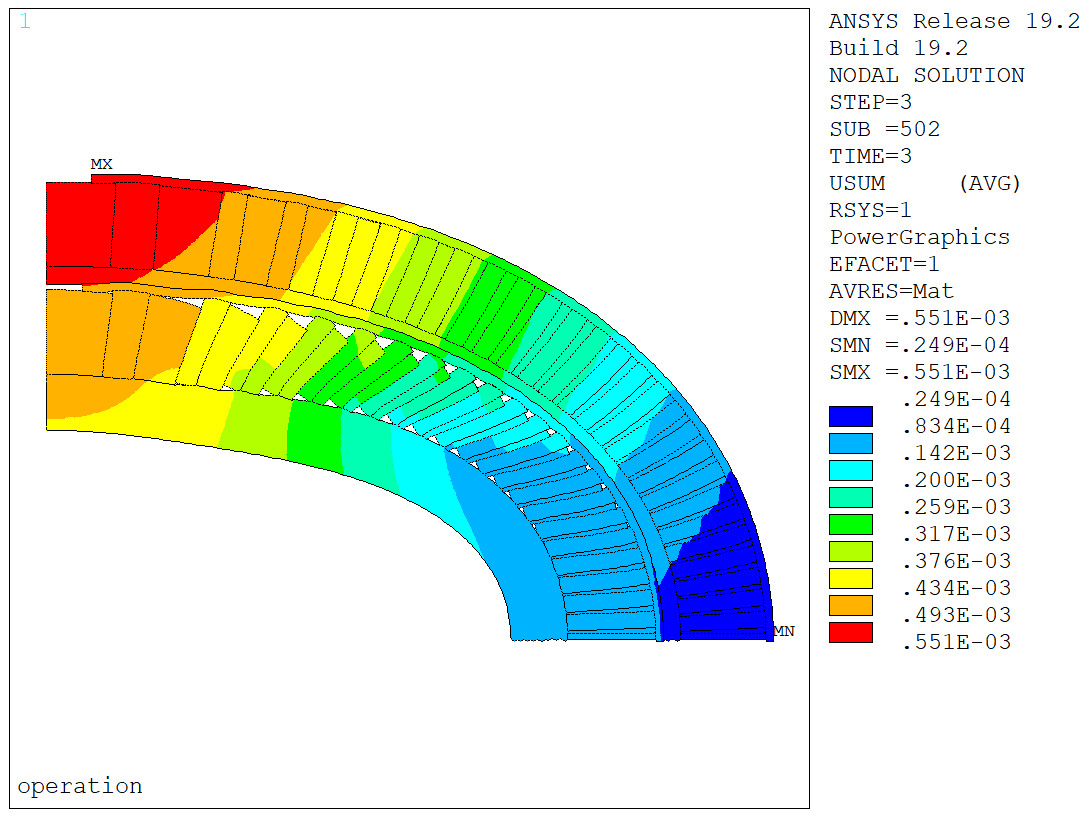 1
ANSYS Release 19.2
Build 19.2
NODAL SOLUTION
STEP=3
SUB =502
TIME=3
USUM (AVG)
RSYS=1
PowerGraphics
EFACET=1
AVRES=Mat
DMX =.551E-03
SMN =.249E-04
SMX =.551E-03
.249E-04
.834E-04
.142E-03
.200E-03
.259E-03
.317E-03
.376E-03
.434E-03
.493E-03
.551E-03
MX
MN
operation